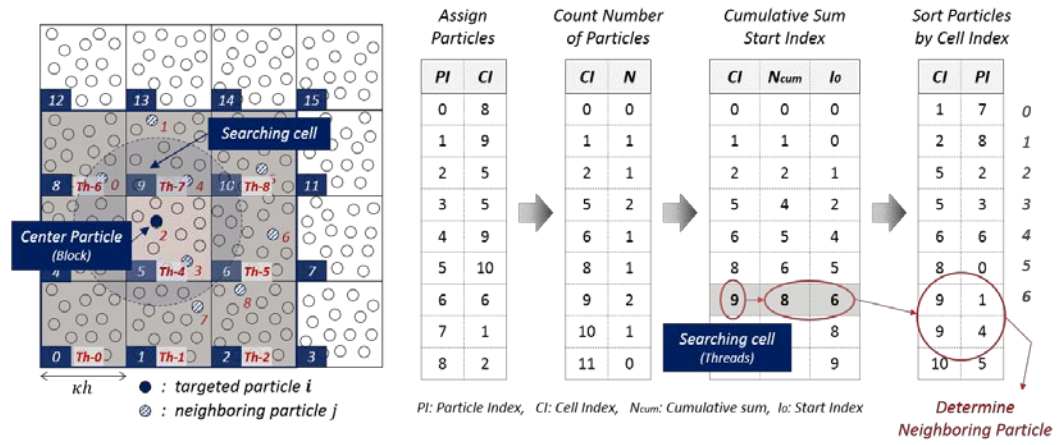 12 13 14 15
1
Searching cell
8 Th-6 0 9 Th-7 4 10 Th-8 5 11
Center Particle
(Block)
2
6
4 5 Th-4 3 6 Th-5 7
7 8
0 Th-0 1 Th-1 2 Th-2 3
κh
: targeted particle i
: neighboring particle j
Assign
Particles
PI CI
0 8
1 9
2 5
3 5
4 9
5 10
6 6
7 1
8 2
Count Number
of Particles
CI N
0 0
1 1
2 1
5 2
6 1
8 1
9 2
10 1
11 0
Cumulative Sum
Start Index
CI Ncum I0
0 0 0
1 1 0
2 2 1
5 4 2
6 5 4
8 6 5
9 8 6
8
9
Searching cell
(Threads)
Sort Particles
by Cell Index
CI PI
1 7 0
2 8 1
5 2 2
5 3 3
6 6 4
8 0 5
9 1 6
9 4
10 5
PI: Particle Index, CI: Cell Index, Ncum: Cumulative sum, I0: Start Index
Determine
Neighboring Particle